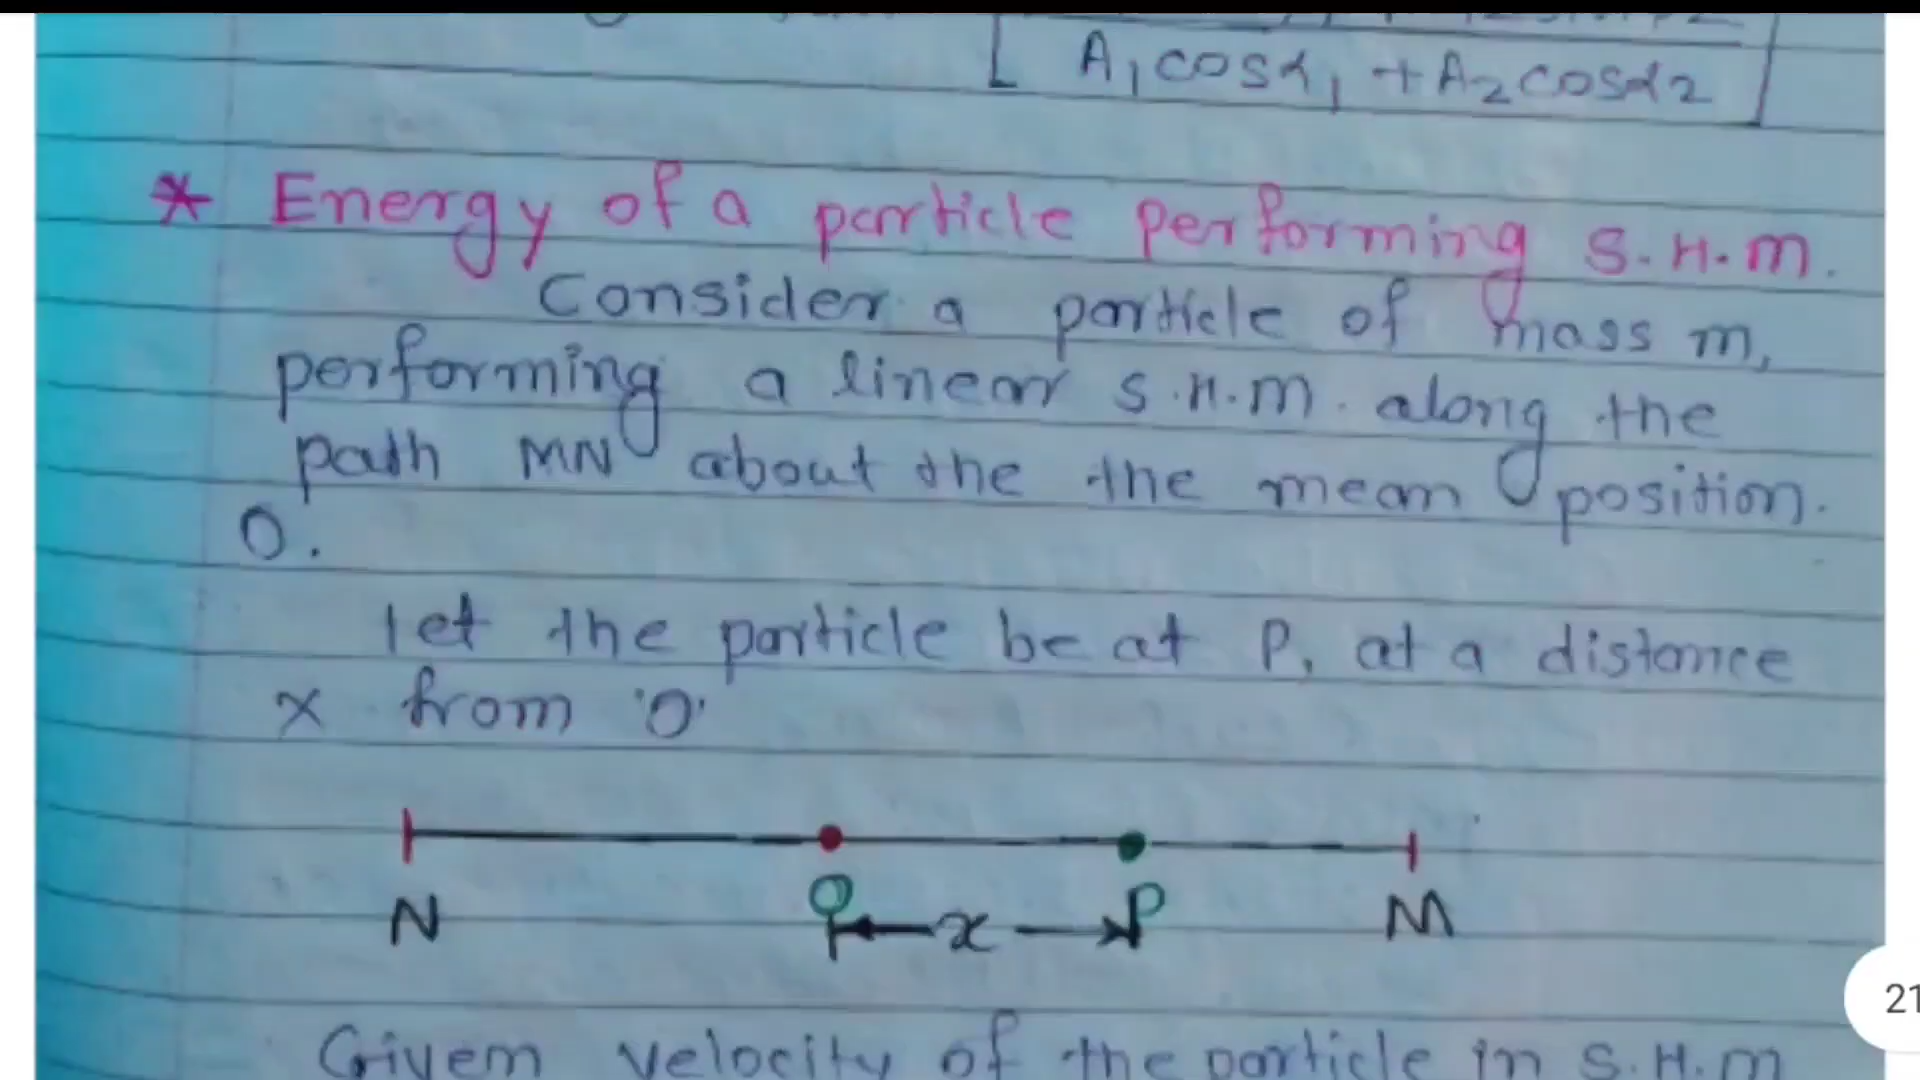 A₁cosα₁ + A₂cosα₂
* Energy of a particle performing S.H.M.
Consider a particle of mass m,
performing a linear S.H.M. along the
path MN about the the mean position.
O.
let the particle be at P, at a distance
x from 'O'
N O x P M
Given velocity of the particle in S.H.M
21